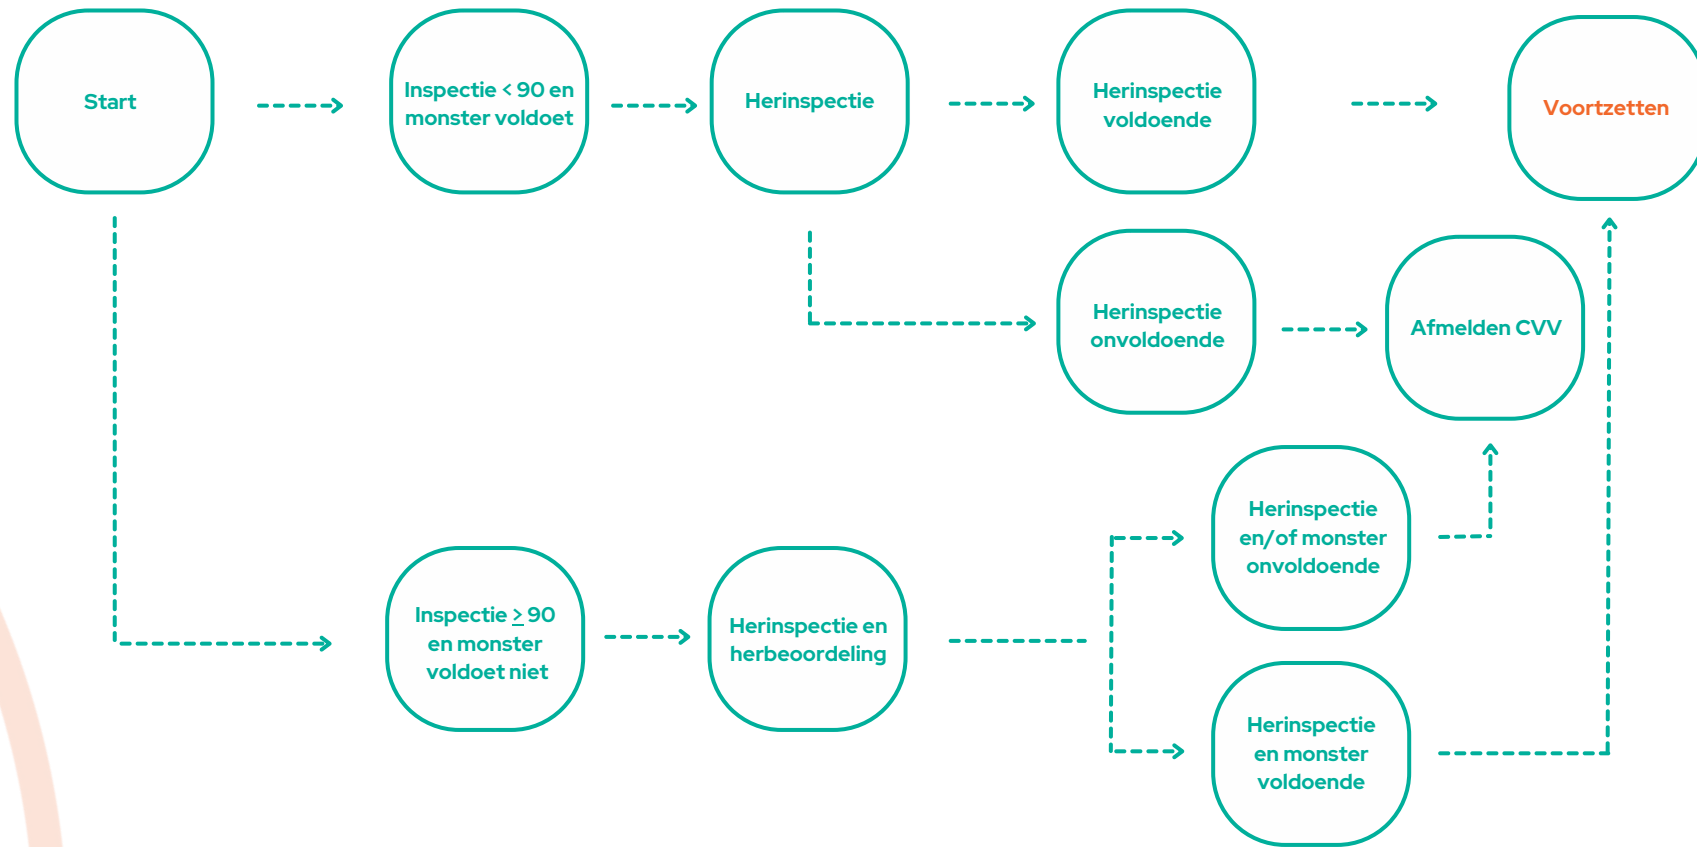 Start
Inspectie < 90 en
monster voldoet
Herinspectie
Herinspectie
voldoende
Voortzetten
Herinspectie
onvoldoende
Afmelden CVV
Inspectie ≥ 90
en monster
voldoet niet
Herinspectie en
herbeoordeling
Herinspectie
en/of monster
onvoldoende
Herinspectie
en monster
voldoende